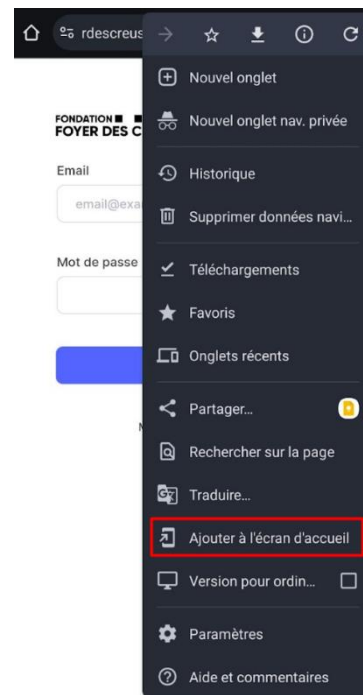 rdescreus
FONDATION
FOYER DES C
Email
email@exa
Mot de passe
Nouvel onglet
Nouvel onglet nav. privée
Historique
Supprimer données navi…
Téléchargements
Favoris
Onglets récents
Partager…
Rechercher sur la page
Traduire…
Ajouter à l'écran d'accueil
Version pour ordin…
Paramètres
Aide et commentaires